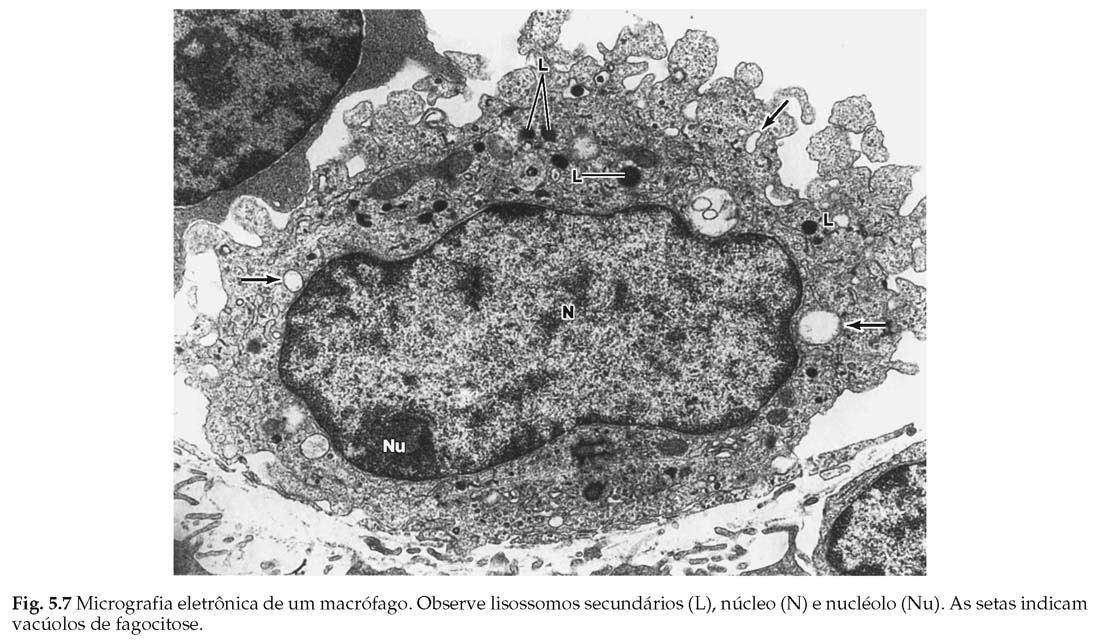 L
L
L
N
Nu
Fig. 5.7 Micrografia eletrônica de um macrófago. Observe lisossomos secundários (L), núcleo (N) e nucléolo (Nu). As setas indicam
vacúolos de fagocitose.